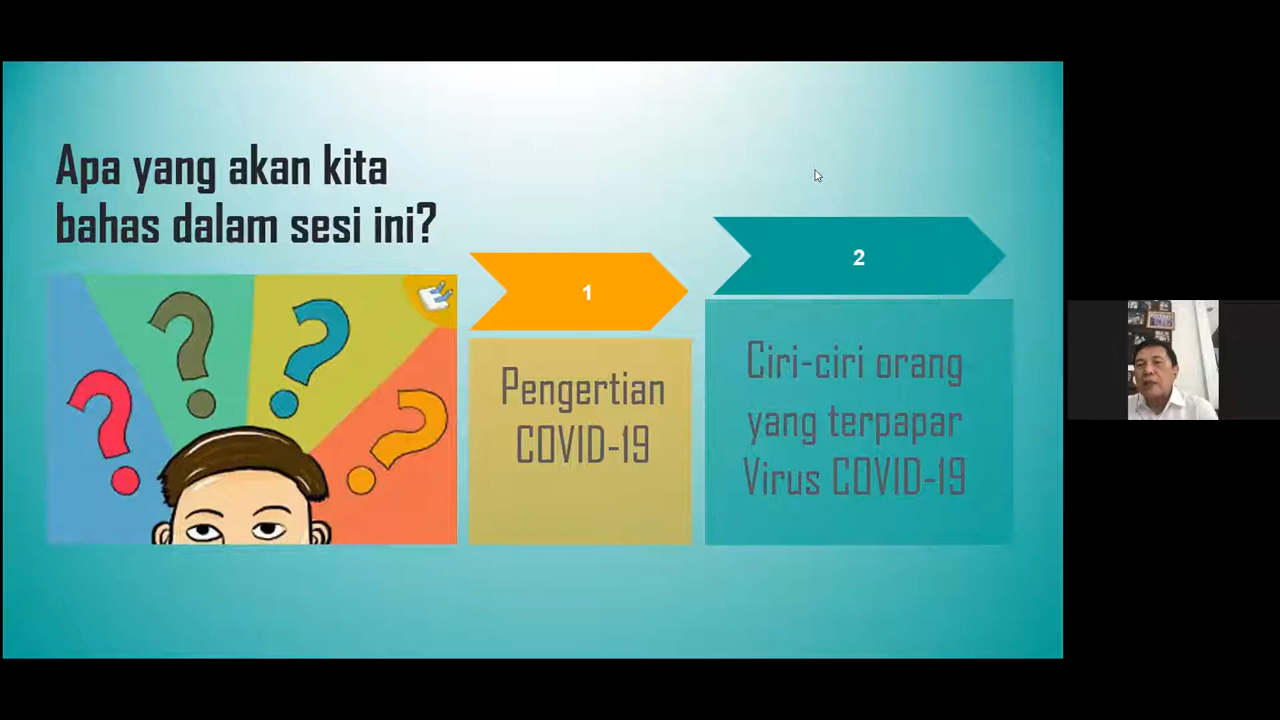 Apa yang akan kita
bahas dalam sesi ini?
1
Pengertian
COVID-19
2
Ciri-ciri orang
yang terpapar
Virus COVID-19